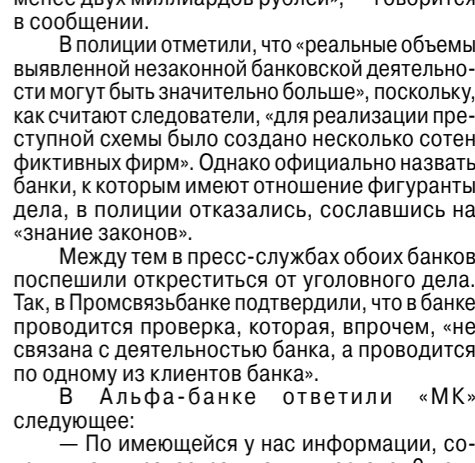 менее двух миллиардов рублей», — говорится
в сообщении.
В полиции отметили, что «реальные объемы
выявленной незаконной банковской деятельно-
сти могут быть значительно больше», поскольку,
как считают следователи, «для реализации пре-
ступной схемы было создано несколько сотен
фиктивных фирм». Однако официально назвать
банки, к которым имеют отношение фигуранты
дела, в полиции отказались, сославшись на
«знание законов».
Между тем в пресс-службах обоих банков
поспешили откреститься от уголовного дела.
Так, в Промсвязьбанке подтвердили, что в банке
проводится проверка, которая, впрочем, «не
связана с деятельностью банка, а проводится
по одному из клиентов банка».
В Альфа-банке ответили «МК»
следующее:
— По имеющейся у нас информации, со-